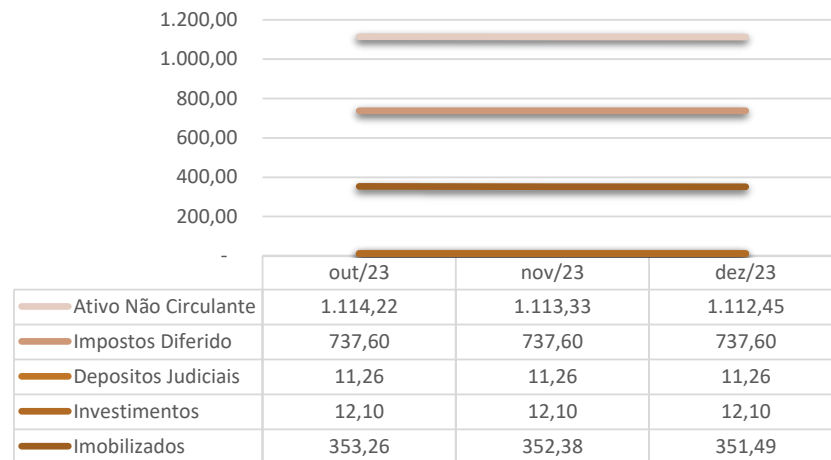 1.200,00
1.000,00
800,00
600,00
400,00
200,00
-
out/23 nov/23 dez/23
Ativo Não Circulante 1.114,22 1.113,33 1.112,45
Impostos Diferido 737,60 737,60 737,60
Depositos Judiciais 11,26 11,26 11,26
Investimentos 12,10 12,10 12,10
Imobilizados 353,26 352,38 351,49